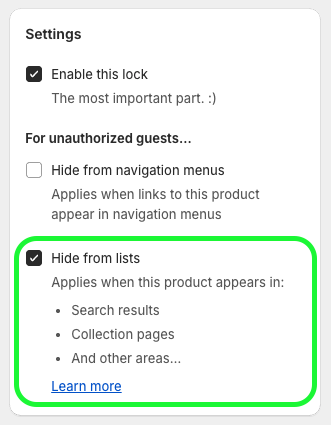 Settings
Enable this lock
The most important part. :)
For unauthorized guests...
Hide from navigation menus
Applies when links to this product
appear in navigation menus
Hide from lists
Applies when this product appears in:
• Search results
• Collection pages
• And other areas...
Learn more